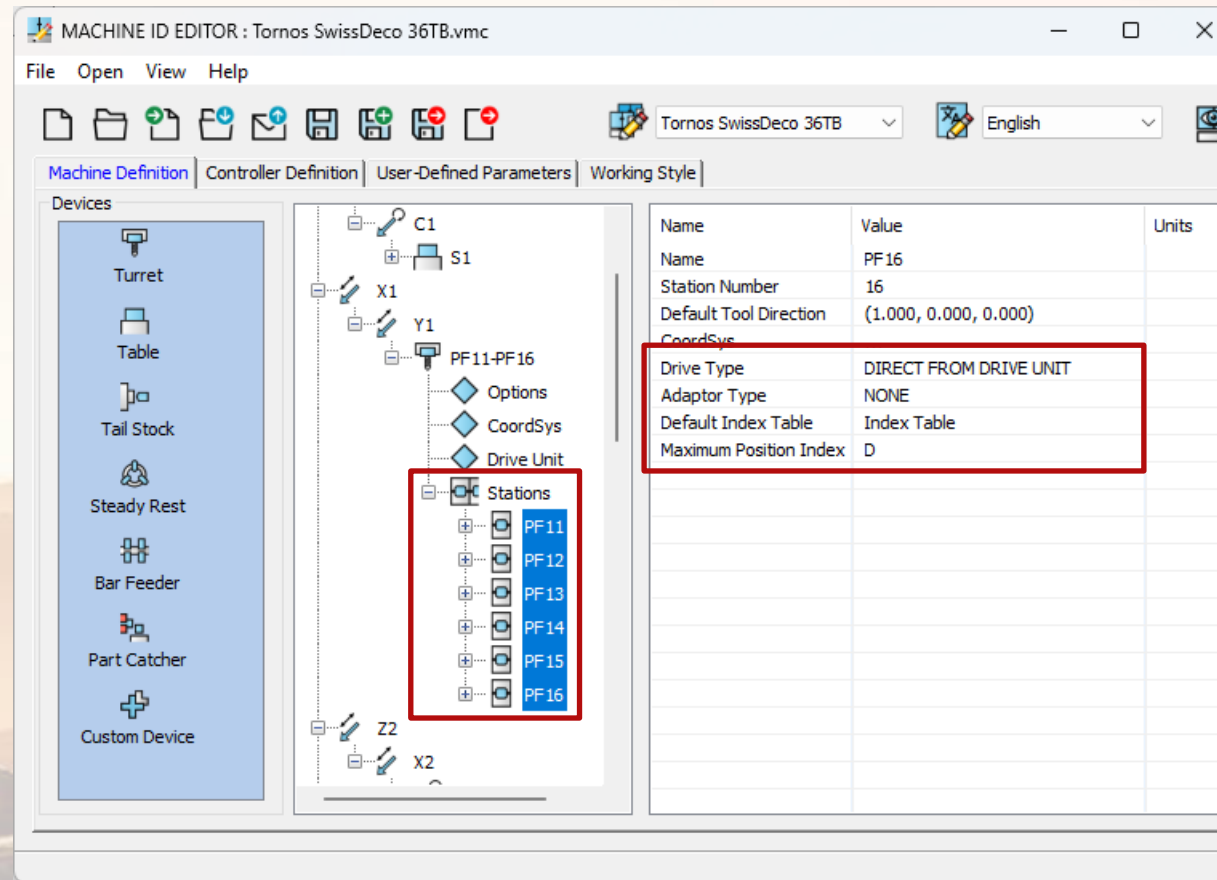 MACHINE ID EDITOR : Tornos SwissDeco 36TB.vmc
File Open View Help
Tornos SwissDeco 36TB English
Machine Definition Controller Definition User-Defined Parameters Working Style
Devices
Turret
Table
Tail Stock
Steady Rest
Bar Feeder
Part Catcher
Custom Device
C1
S1
X1
Y1
PF11-PF16
Options
CoordSys
Drive Unit
Stations
PF11
PF12
PF13
PF14
PF15
PF16
Z2
X2
Name Value Units
Name PF16
Station Number 16
Default Tool Direction (1.000, 0.000, 0.000)
CoordSys
Drive Type DIRECT FROM DRIVE UNIT
Adaptor Type NONE
Default Index Table Index Table
Maximum Position Index D